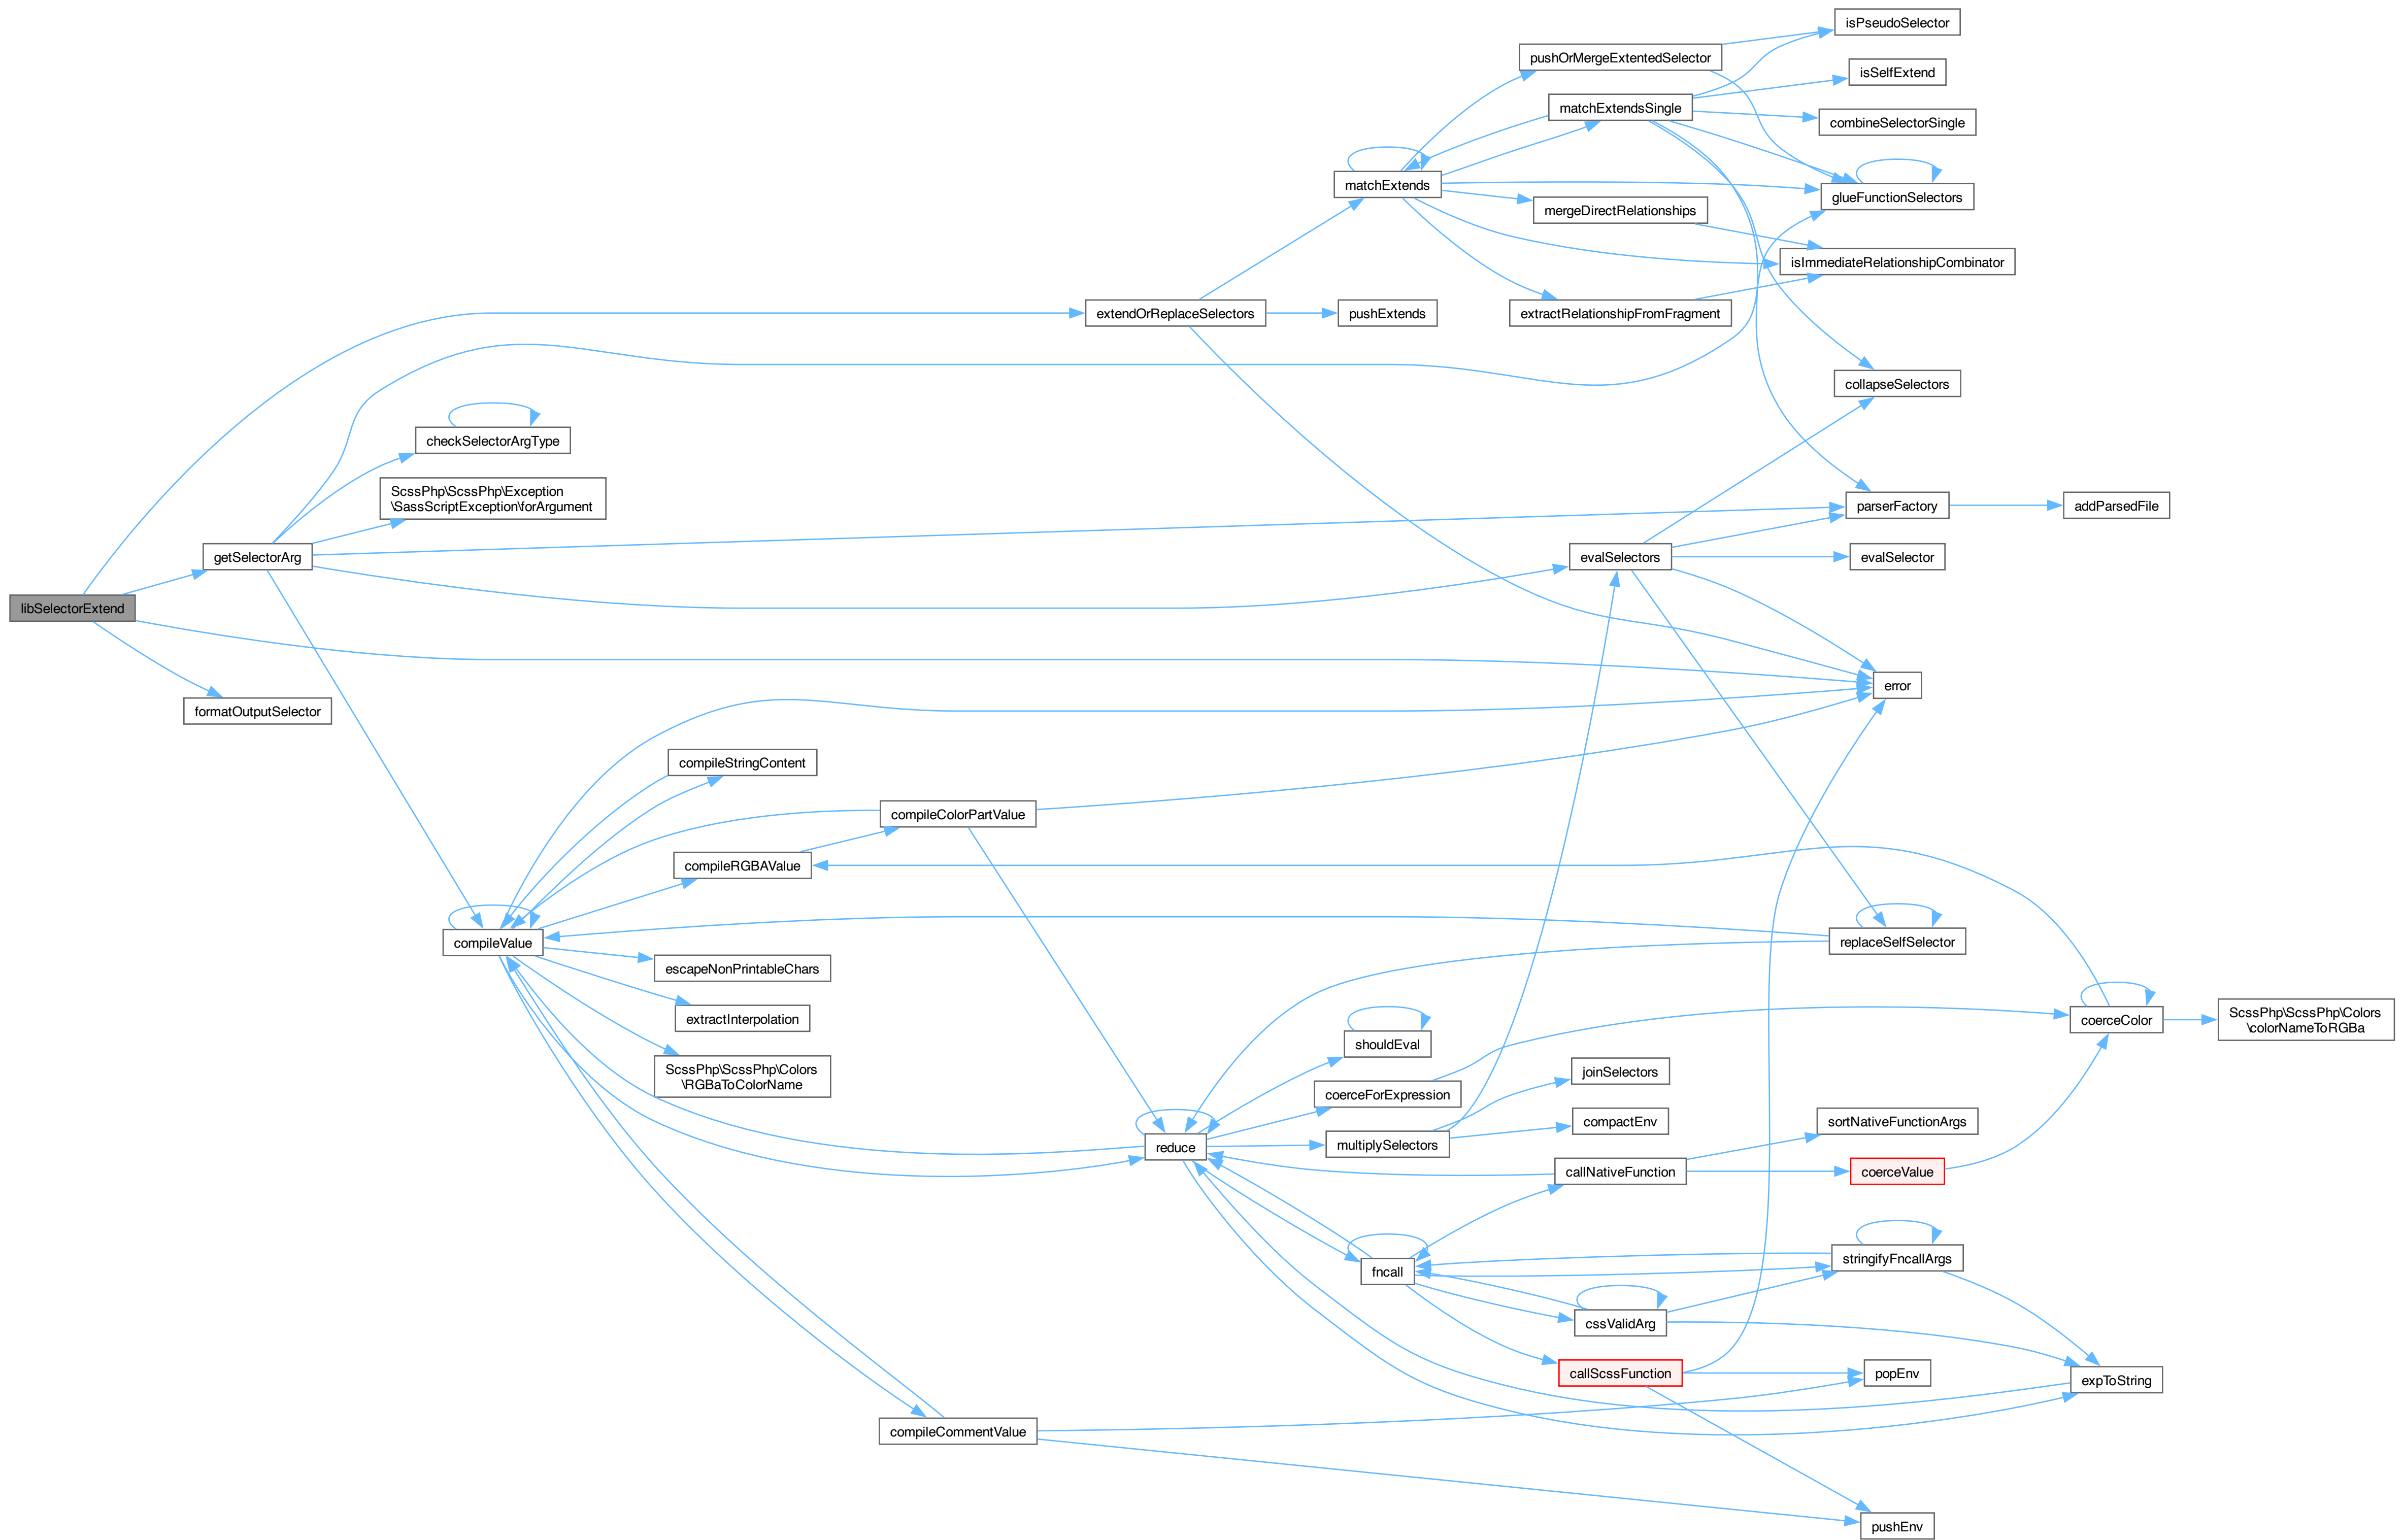 isPseudoSelector
pushOrMergeExtentedSelector
isSelfExtend
matchExtendsSingle
combineSelectorSingle
matchExtends
glueFunctionSelectors
mergeDirectRelationships
isImmediateRelationshipCombinator
extendOrReplaceSelectors
pushExtends
extractRelationshipFromFragment
collapseSelectors
checkSelectorArgType
ScssPhp\ScssPhp\Exception
\SassScriptException\forArgument
parserFactory
addParsedFile
getSelectorArg
evalSelectors
evalSelector
libSelectorExtend
error
formatOutputSelector
compileStringContent
compileColorPartValue
compileRGBAValue
compileValue
replaceSelfSelector
escapeNonPrintableChars
extractInterpolation
coerceColor
ScssPhp\ScssPhp\Colors
\colorNameToRGBa
shouldEval
ScssPhp\ScssPhp\Colors
\RGBaToColorName
joinSelectors
coerceForExpression
compactEnv
sortNativeFunctionArgs
reduce
multiplySelectors
callNativeFunction
coerceValue
stringifyFncallArgs
fncall
cssValidArg
callScssFunction
popEnv
expToString
compileCommentValue
pushEnv